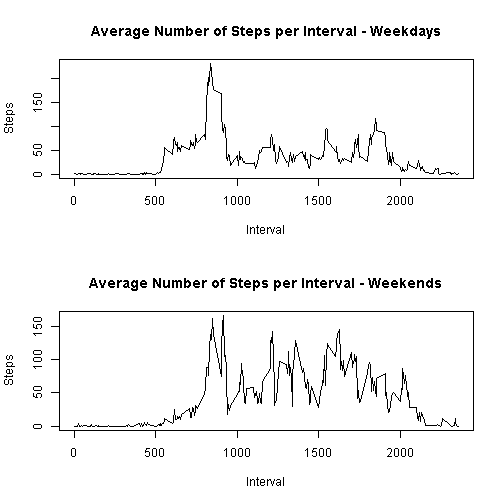 Average Number of Steps per Interval - Weekdays
150
50
0
Steps
0 500 1000 1500 2000
Interval
Average Number of Steps per Interval - Weekends
150
100
50
0
Steps
0 500 1000 1500 2000
Interval